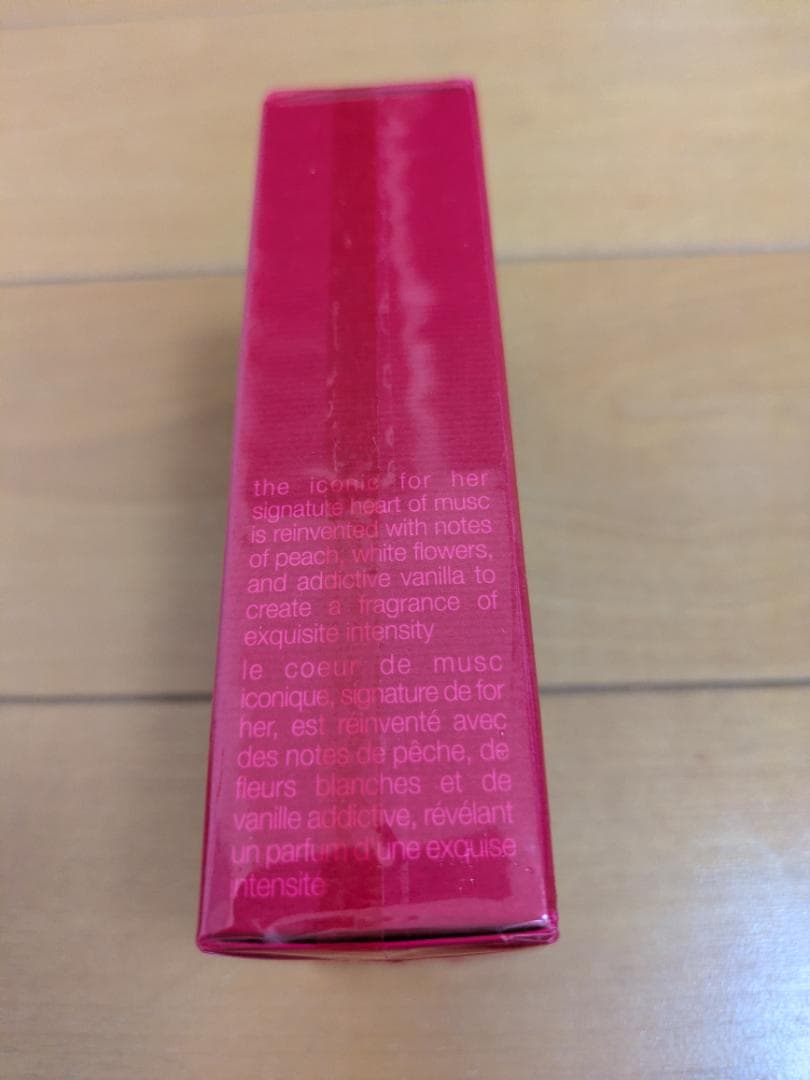 the iconic for her
signature heart of musc
is reinvented with notes
of peach, white flowers,
and addictive vanilla to
create a fragrance of
exquisite intensity
le coeur de musc
iconique, signature de for
her, est réinventé avec
des notes de pêche, de
fleurs blanches et de
vanille addictive, révélant
un parfum d'une exquise
intensité